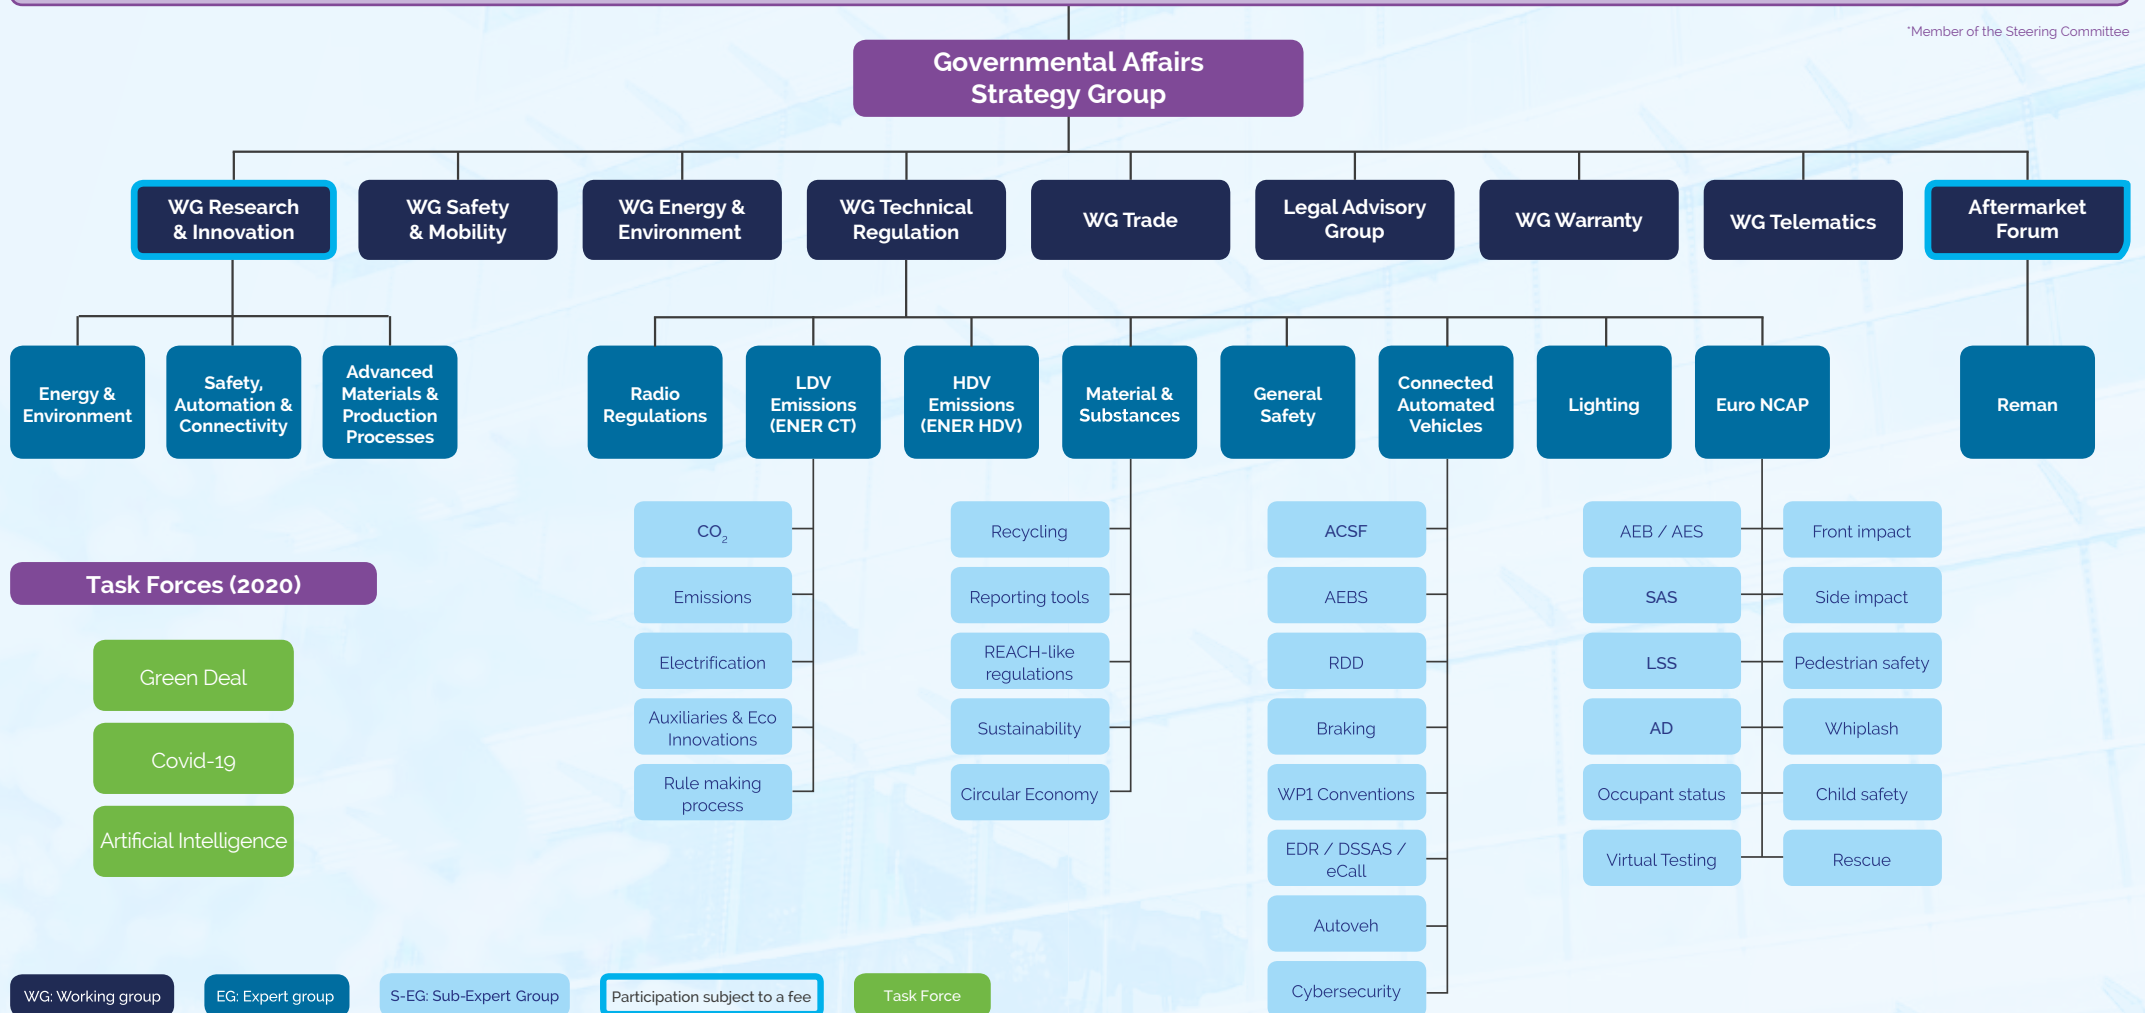 *Member of the Steering Committee
Governmental Affairs
Strategy Group
WG Research
& Innovation
WG Safety
& Mobility
WG Energy &
Environment
WG Technical
Regulation
WG Trade
Legal Advisory
Group
WG Warranty
WG Telematics
Aftermarket
Forum
Energy &
Environment
Safety,
Automation &
Connectivity
Advanced
Materials &
Production
Processes
Radio
Regulations
LDV
Emissions
(ENER CT)
HDV
Emissions
(ENER HDV)
Material &
Substances
General
Safety
Connected
Automated
Vehicles
Lighting
Euro NCAP
Reman
CO₂
Emissions
Electrification
Auxiliaries & Eco
Innovations
Rule making
process
Recycling
Reporting tools
REACH-like
regulations
Sustainability
Circular Economy
ACSF
AEBS
RDD
Braking
WP1 Conventions
EDR / DSSAS /
eCall
Autoveh
Cybersecurity
AEB / AES
SAS
LSS
AD
Occupant status
Virtual Testing
Front impact
Side impact
Pedestrian safety
Whiplash
Child safety
Rescue
Task Forces (2020)
Green Deal
Covid-19
Artificial Intelligence
WG: Working group
EG: Expert group
S-EG: Sub-Expert Group
Participation subject to a fee
Task Force